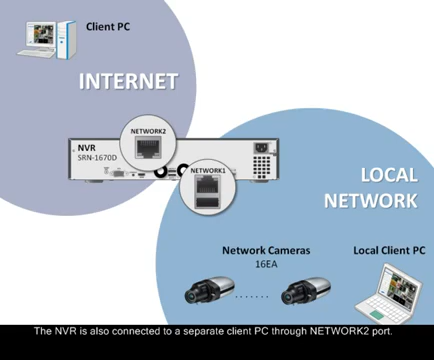 Client PC
INTERNET
NETWORK2
NVR
SRN-1670D
NETWORK1
LOCAL
NETWORK
Network Cameras
16EA
Local Client PC
The NVR is also connected to a separate client PC through NETWORK2 port.